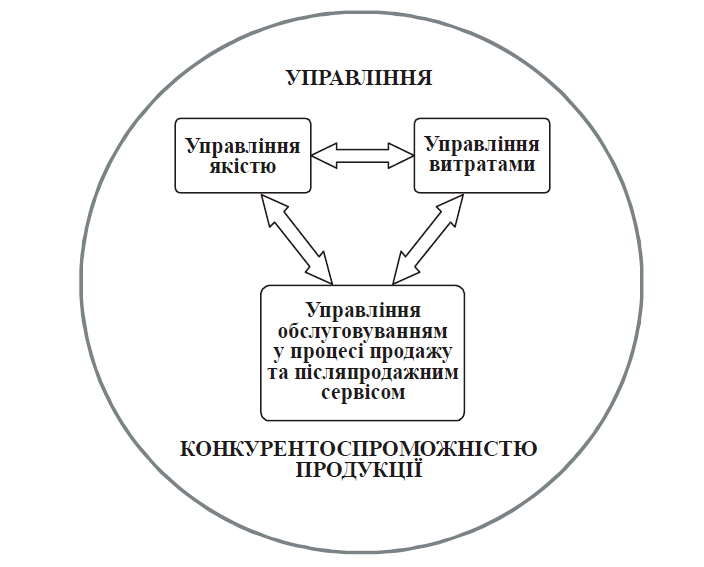 УПРАВЛІННЯ
Управління
якістю
Управління
витратами
Управління
обслуговуванням
у процесі продажу
та післяпродажним
сервісом
КОНКУРЕНТОСПРОМОЖНІСТЮ
ПРОДУКЦІЇ